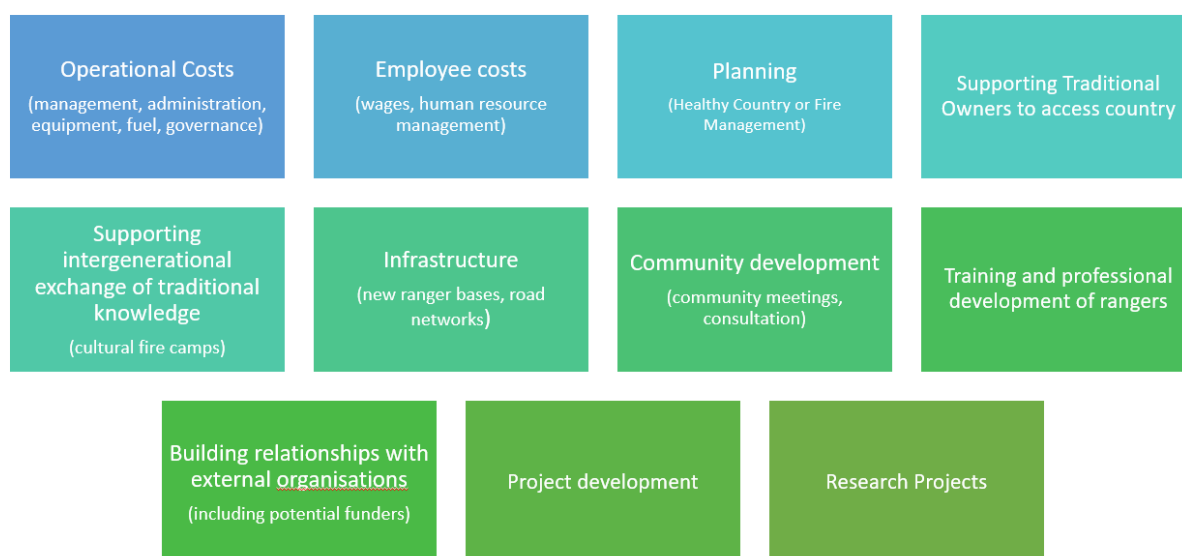 Operational Costs
(management, administration,
equipment, fuel, governance)
Employee costs
(wages, human resource
management)
Planning
(Healthy Country or Fire
Management)
Supporting Traditional
Owners to access country
Supporting
intergenerational
exchange of traditional
knowledge
(cultural fire camps)
Infrastructure
(new ranger bases, road
networks)
Community development
(community meetings,
consultation)
Training and professional
development of rangers
Building relationships with
external organisations
(including potential funders)
Project development
Research Projects